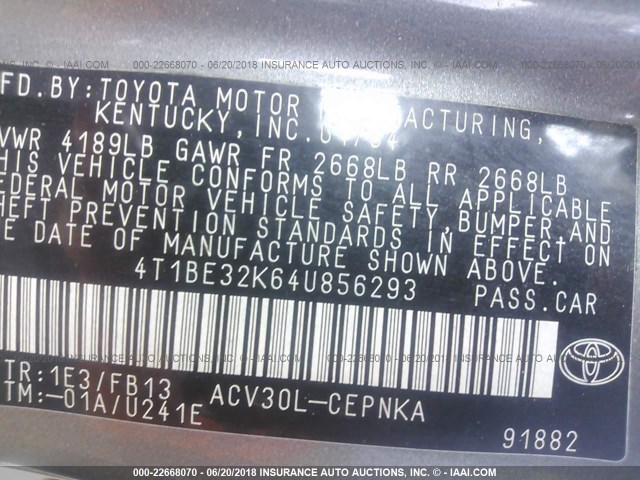 000-22668070 - 06/20/2018 INSURANCE AUTO AUCTIONS, INC. © - IAAI.COM
FD.BY:TOYOTA MOTOR ACTURING,
KENTUCKY, INC.
VWR 4189LB GAWR FR 2668LB RR 2668LB
HIS VEHICLE CONFORMS TO ALL APPLICABLE
EDERAL MOTOR VEHICLE SAFETY, BUMPER AND
HEFT PREVENTION STANDARDS IN EFFECT ON
E DATE OF MANUFACTURE SHOWN ABOVE.
4T1BE32K64U856293 PASS.CAR
TR:1E3/FB13 ACV30L-CEPNKA
TM:-01A/U241E
TOYOTA
91882
000-22668070 - 06/20/2018 INSURANCE AUTO AUCTIONS, INC. © - IAAI.COM